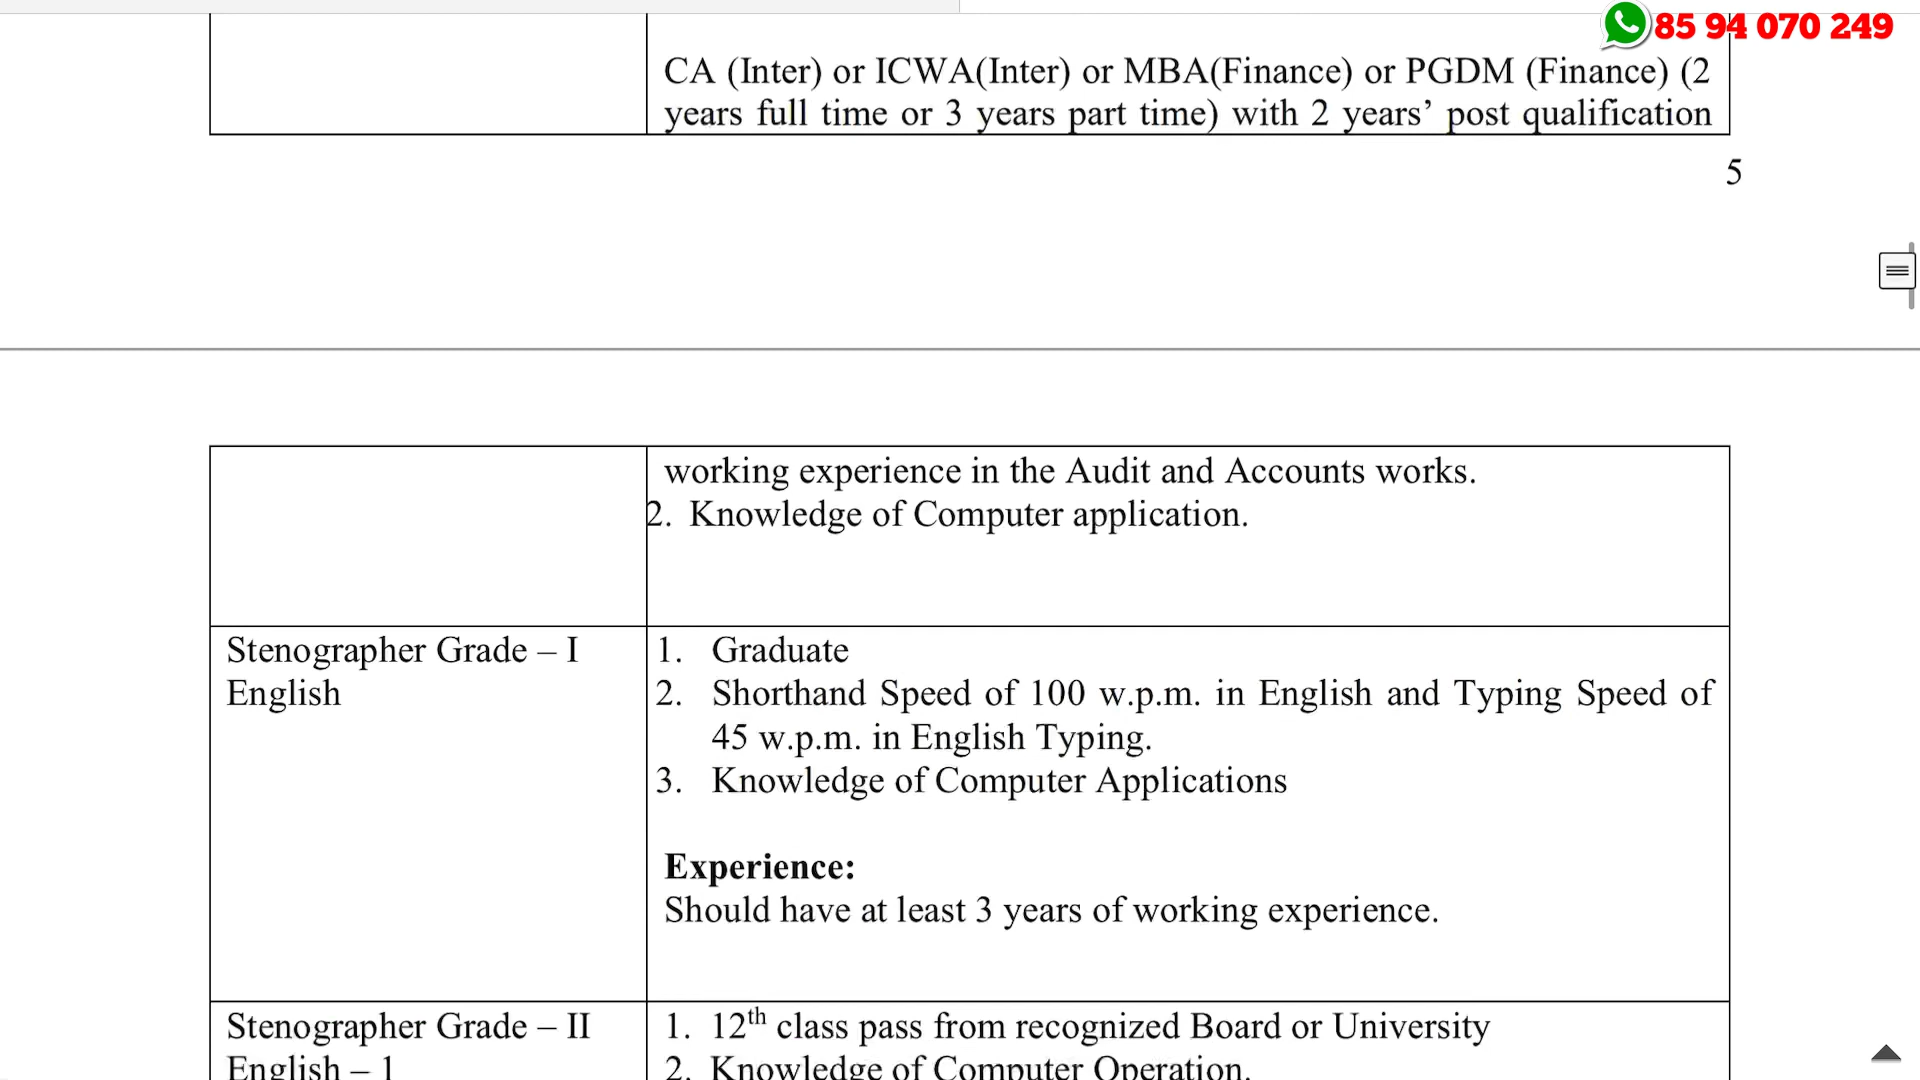 85 94 070 249
CA (Inter) or ICWA(Inter) or MBA(Finance) or PGDM (Finance) (2
years full time or 3 years part time) with 2 years’ post qualification
5
working experience in the Audit and Accounts works.
2. Knowledge of Computer application.
Stenographer Grade – I
English
1. Graduate
2. Shorthand Speed of 100 w.p.m. in English and Typing Speed of
45 w.p.m. in English Typing.
3. Knowledge of Computer Applications
Experience:
Should have at least 3 years of working experience.
Stenographer Grade – II
English – 1
1. 12th class pass from recognized Board or University
2. Knowledge of Computer Operation.